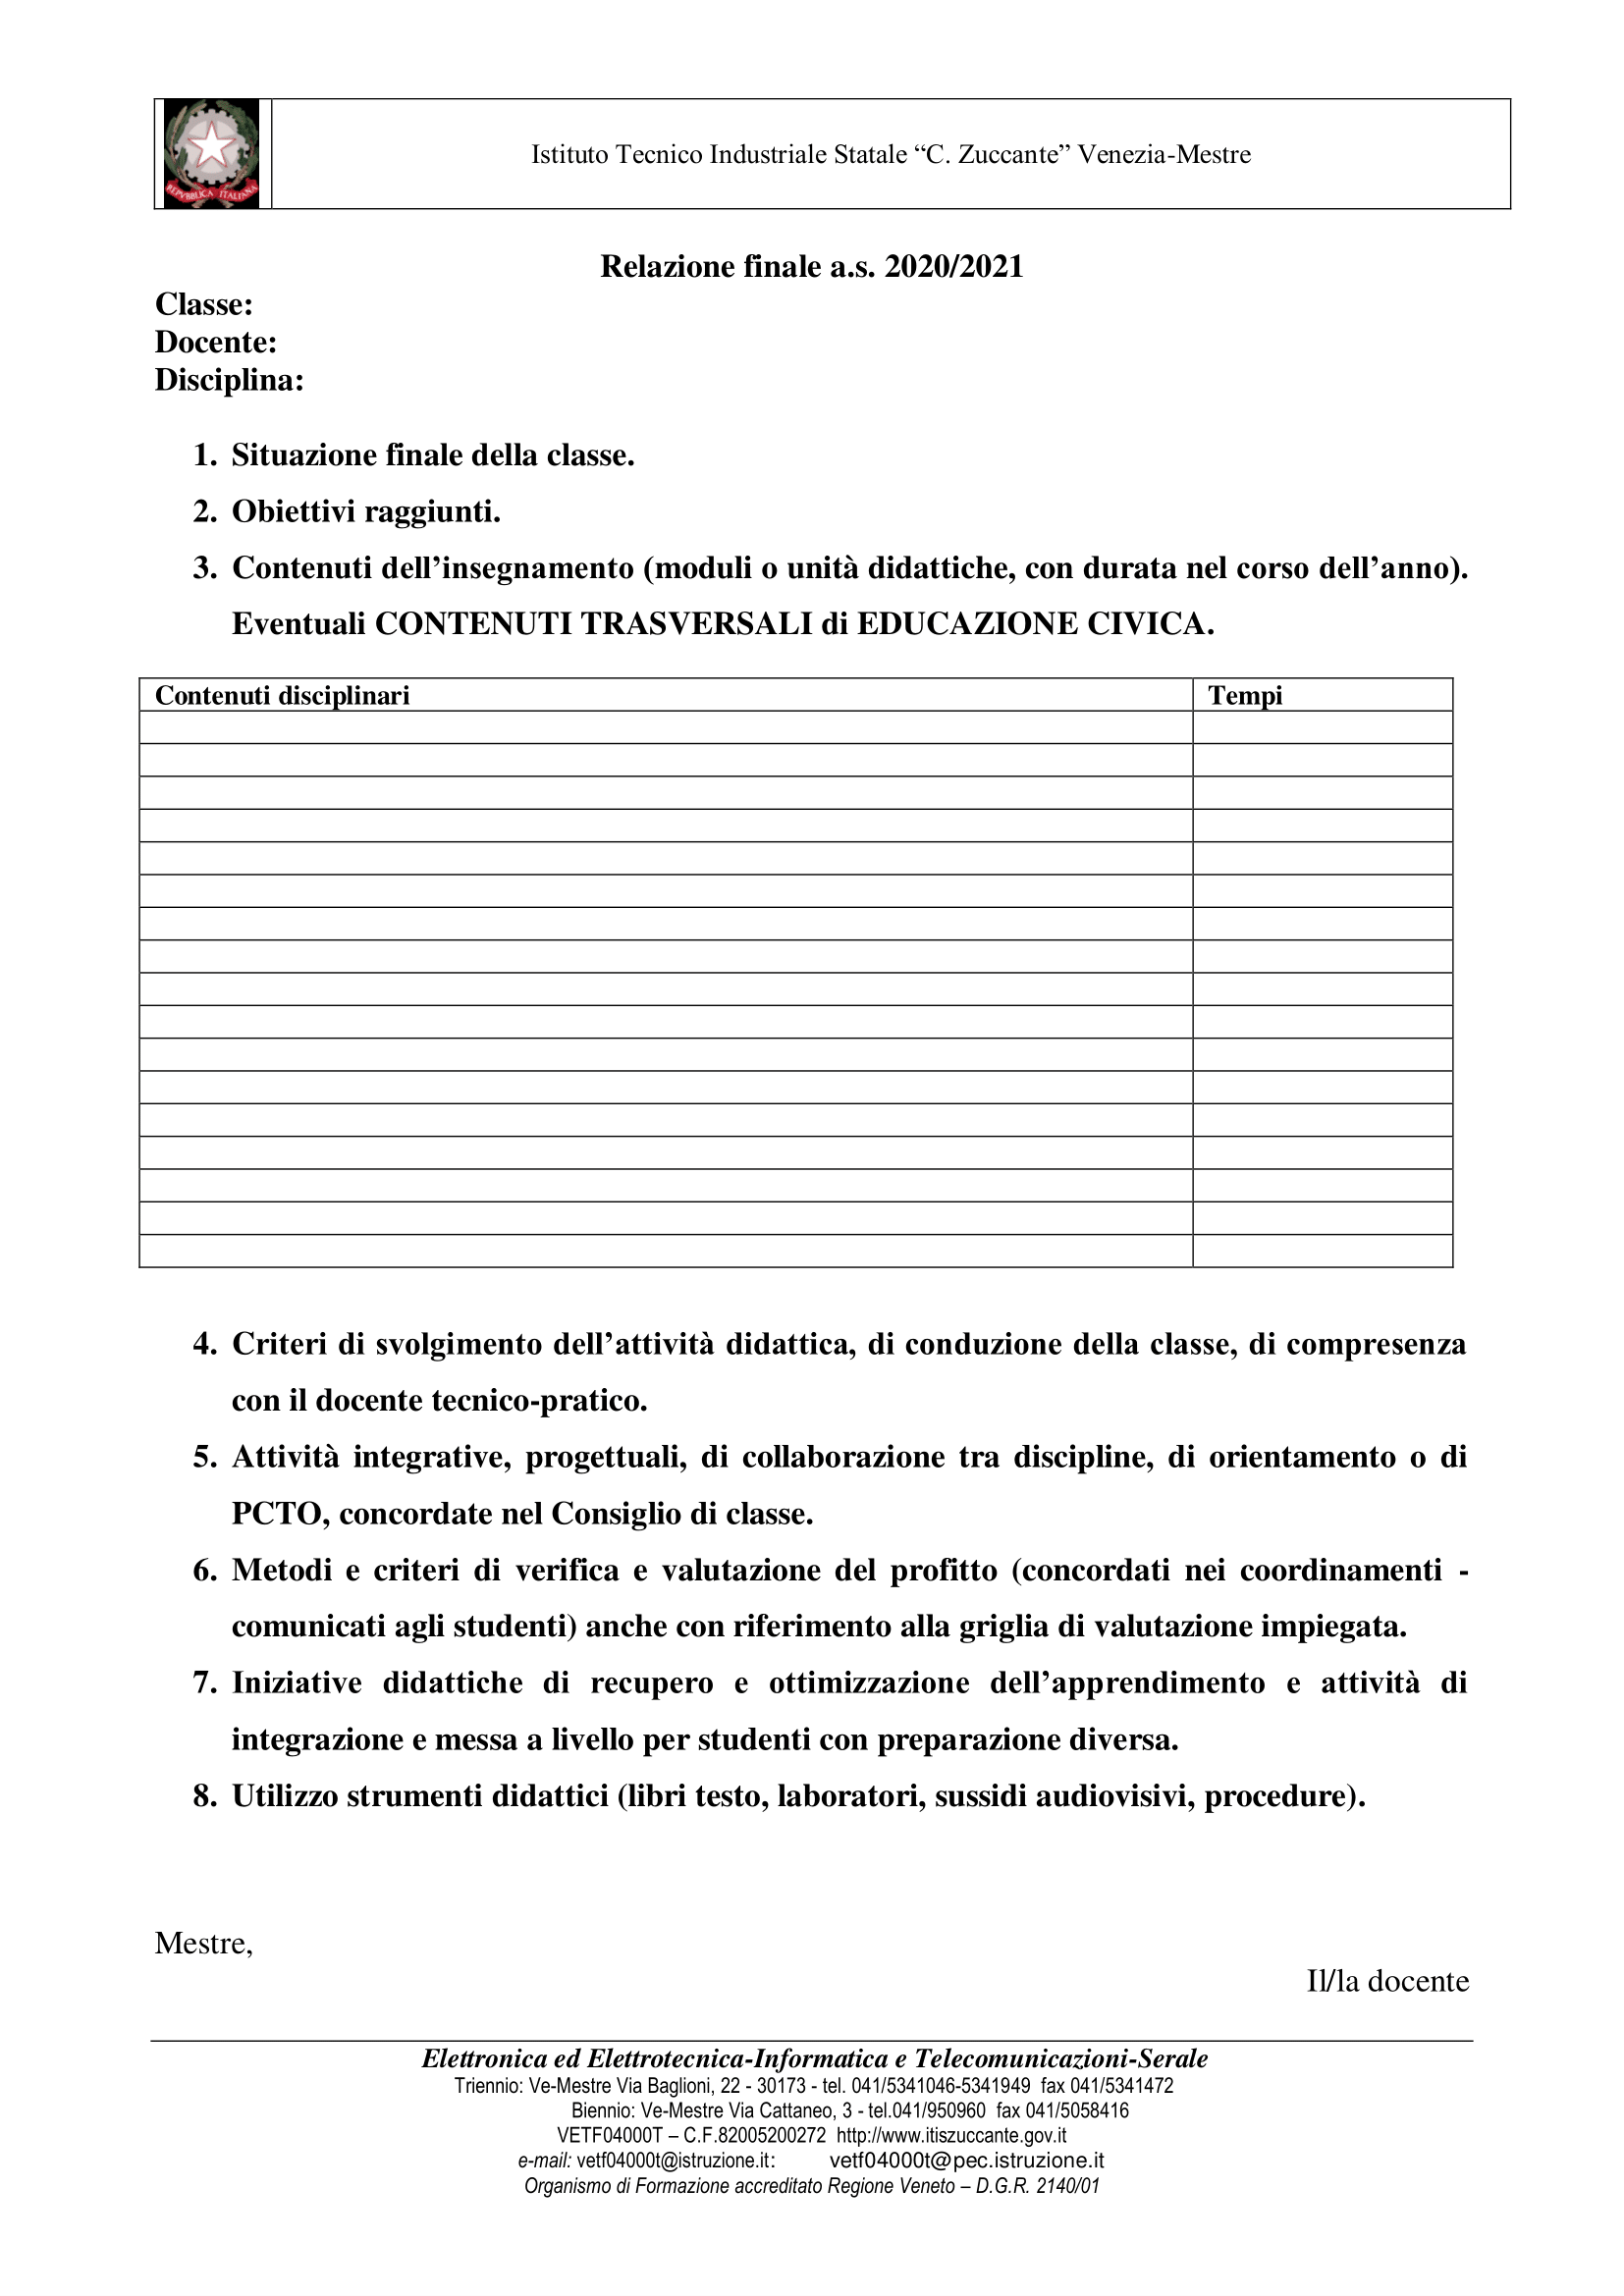 REPVBBLICA ITALIANA
Istituto Tecnico Industriale Statale “C. Zuccante” Venezia-Mestre
Relazione finale a.s. 2020/2021
Classe:
Docente:
Disciplina:
1. Situazione finale della classe.
2. Obiettivi raggiunti.
3. Contenuti dell’insegnamento (moduli o unità didattiche, con durata nel corso dell’anno).
Eventuali CONTENUTI TRASVERSALI di EDUCAZIONE CIVICA.
Contenuti disciplinari Tempi
4. Criteri di svolgimento dell’attività didattica, di conduzione della classe, di compresenza
con il docente tecnico-pratico.
5. Attività integrative, progettuali, di collaborazione tra discipline, di orientamento o di
PCTO, concordate nel Consiglio di classe.
6. Metodi e criteri di verifica e valutazione del profitto (concordati nei coordinamenti -
comunicati agli studenti) anche con riferimento alla griglia di valutazione impiegata.
7. Iniziative didattiche di recupero e ottimizzazione dell’apprendimento e attività di
integrazione e messa a livello per studenti con preparazione diversa.
8. Utilizzo strumenti didattici (libri testo, laboratori, sussidi audiovisivi, procedure).
Mestre,
Il/la docente
Elettronica ed Elettrotecnica-Informatica e Telecomunicazioni-Serale
Triennio: Ve-Mestre Via Baglioni, 22 - 30173 - tel. 041/5341046-5341949 fax 041/5341472
Biennio: Ve-Mestre Via Cattaneo, 3 - tel.041/950960 fax 041/5058416
VETF04000T – C.F.82005200272 http://www.itiszuccante.gov.it
e-mail: vetf04000t@istruzione.it: vetf04000t@pec.istruzione.it
Organismo di Formazione accreditato Regione Veneto – D.G.R. 2140/01